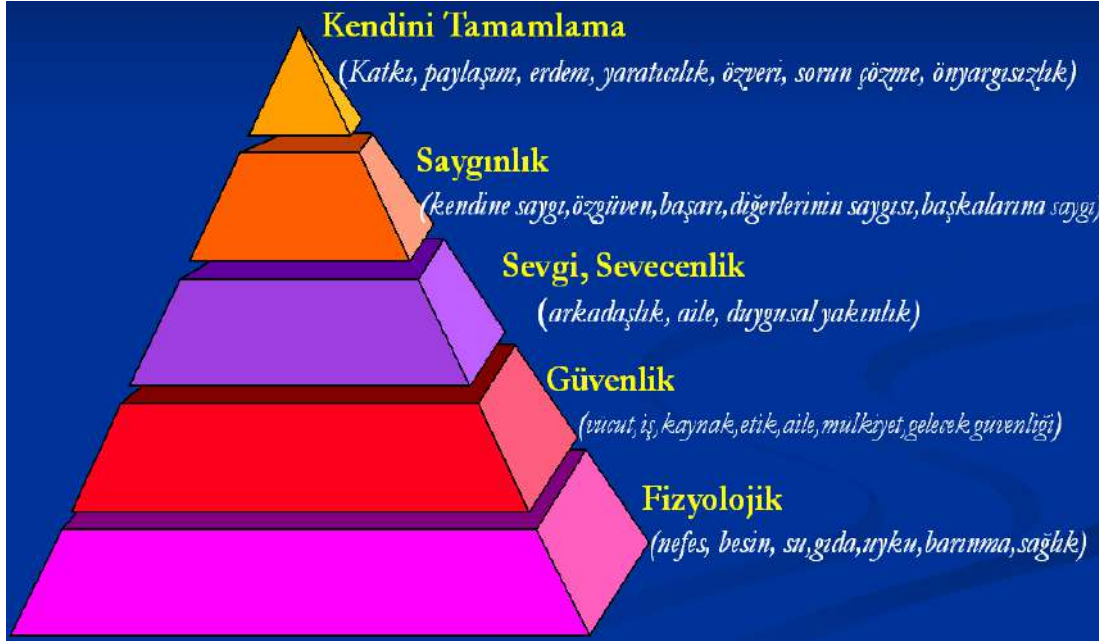 Kendini Tamamlama
(Katkı, paylaşım, erdem, yaratıcılık, özveri, sorun çözme, önyargısızlık)
Saygınlık
(kendine saygı,özgüven,başarı,diğerlerinin saygısı,başkalarına saygı)
Sevgi, Sevecenlik
(arkadaşlık, aile, duygusal yakınlık)
Güvenlik
(vücut,iş,kaynak,etik,aile,mülkiyet,gelecek güvenliği)
Fizyolojik
(nefes, besin, su,gıda,uyku,barınma,sağlık)